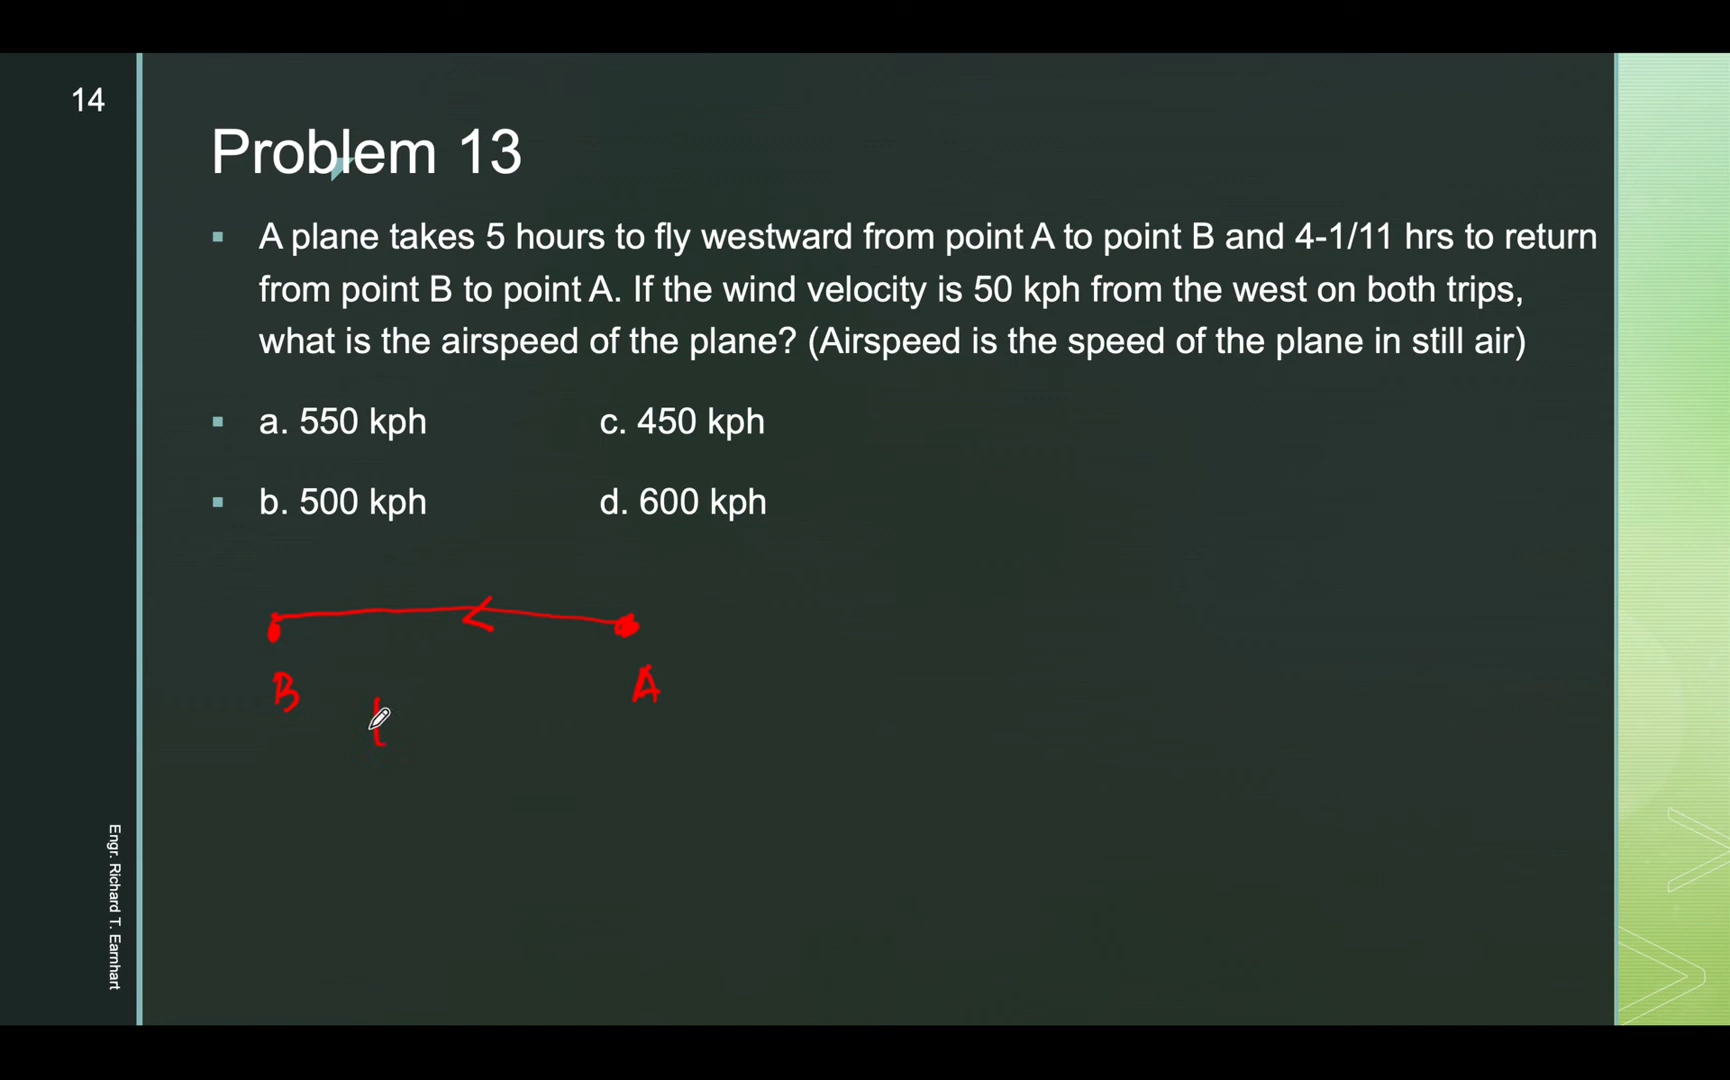 14
Problem 13
▪ A plane takes 5 hours to fly westward from point A to point B and 4-1/11 hrs to return
from point B to point A. If the wind velocity is 50 kph from the west on both trips,
what is the airspeed of the plane? (Airspeed is the speed of the plane in still air)
▪ a. 550 kph c. 450 kph
▪ b. 500 kph d. 600 kph
B A
t
Engr. Richard T. Earnhart